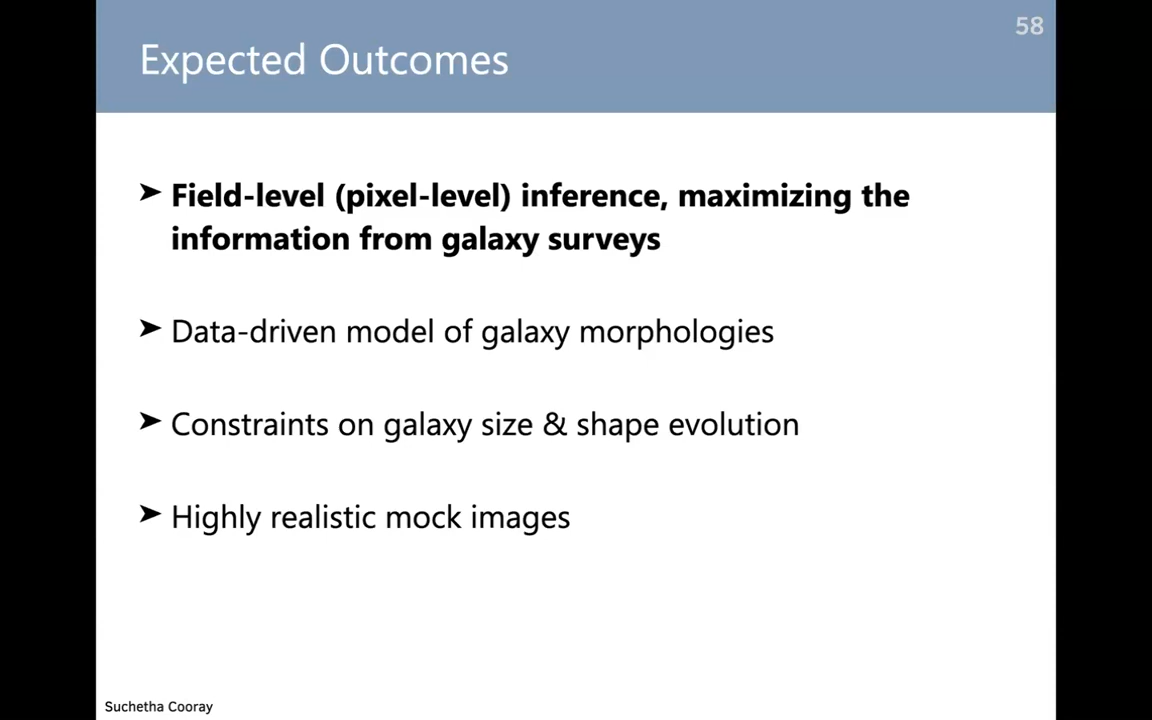 58
Expected Outcomes
➤ Field-level (pixel-level) inference, maximizing the
information from galaxy surveys
➤ Data-driven model of galaxy morphologies
➤ Constraints on galaxy size & shape evolution
➤ Highly realistic mock images
Suchetha Cooray